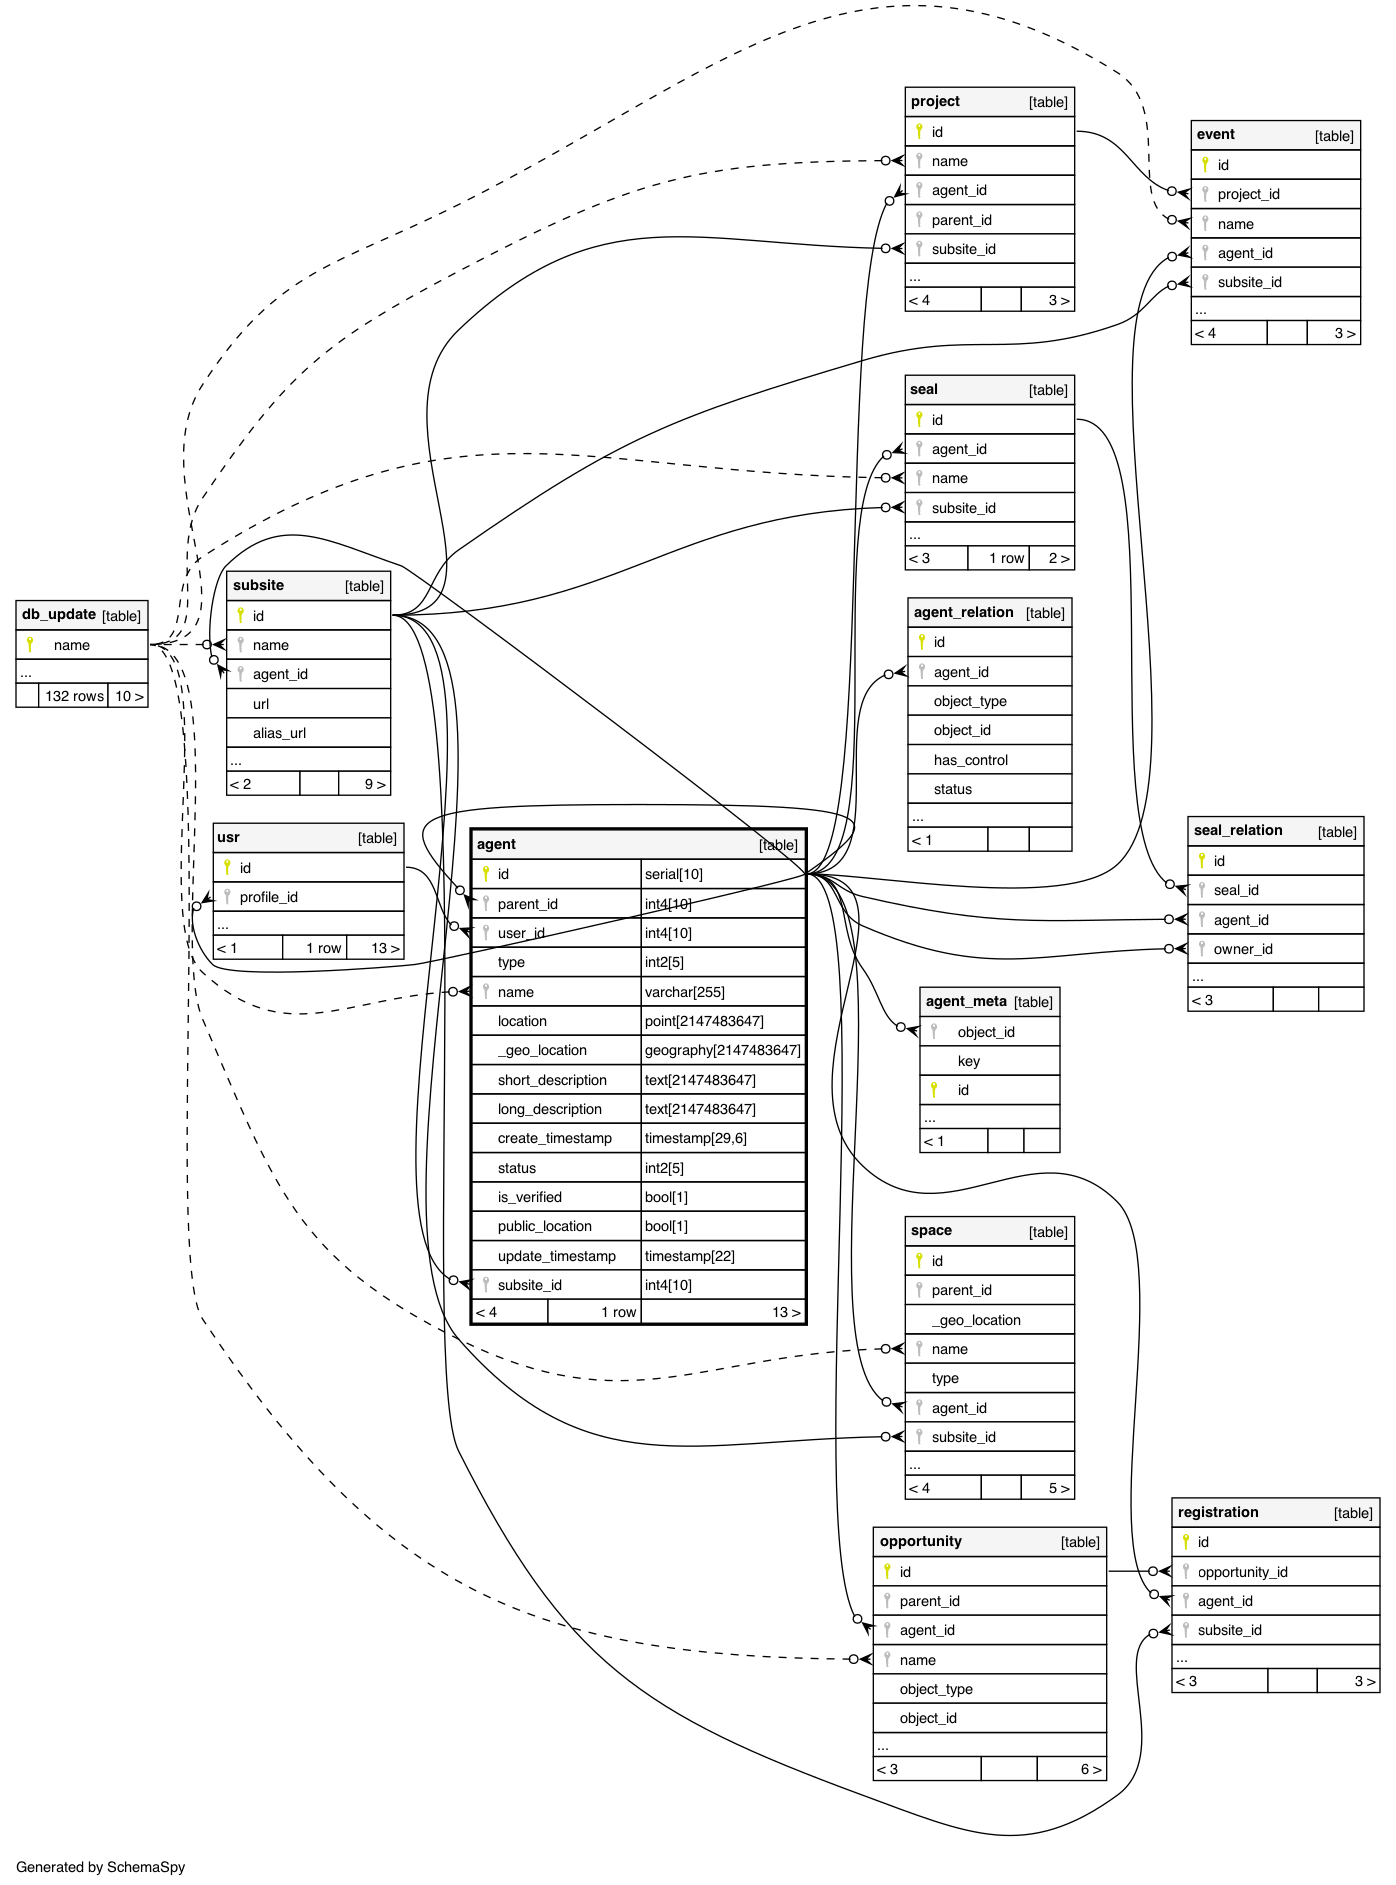 project [table]
id
name
agent_id
parent_id
subsite_id
...
< 4 3 >
event [table]
id
project_id
name
agent_id
subsite_id
...
< 4 3 >
seal [table]
id
agent_id
name
subsite_id
...
< 3 1 row 2 >
subsite [table]
id
name
agent_id
url
alias_url
...
< 2 9 >
db_update [table]
name
...
132 rows 10 >
agent_relation [table]
id
agent_id
object_type
object_id
has_control
status
...
< 1
usr [table]
id
profile_id
...
< 1 1 row 13 >
agent [table]
id serial[10]
parent_id int4[10]
user_id int4[10]
type int2[5]
name varchar[255]
location point[2147483647]
_geo_location geography[2147483647]
short_description text[2147483647]
long_description text[2147483647]
create_timestamp timestamp[29,6]
status int2[5]
is_verified bool[1]
public_location bool[1]
update_timestamp timestamp[22]
subsite_id int4[10]
< 4 1 row 13 >
seal_relation [table]
id
seal_id
agent_id
owner_id
...
< 3
agent_meta [table]
object_id
key
id
...
< 1
space [table]
id
parent_id
_geo_location
name
type
agent_id
subsite_id
...
< 4 5 >
opportunity [table]
id
parent_id
agent_id
name
object_type
object_id
...
< 3 6 >
registration [table]
id
opportunity_id
agent_id
subsite_id
...
< 3 3 >
Generated by SchemaSpy